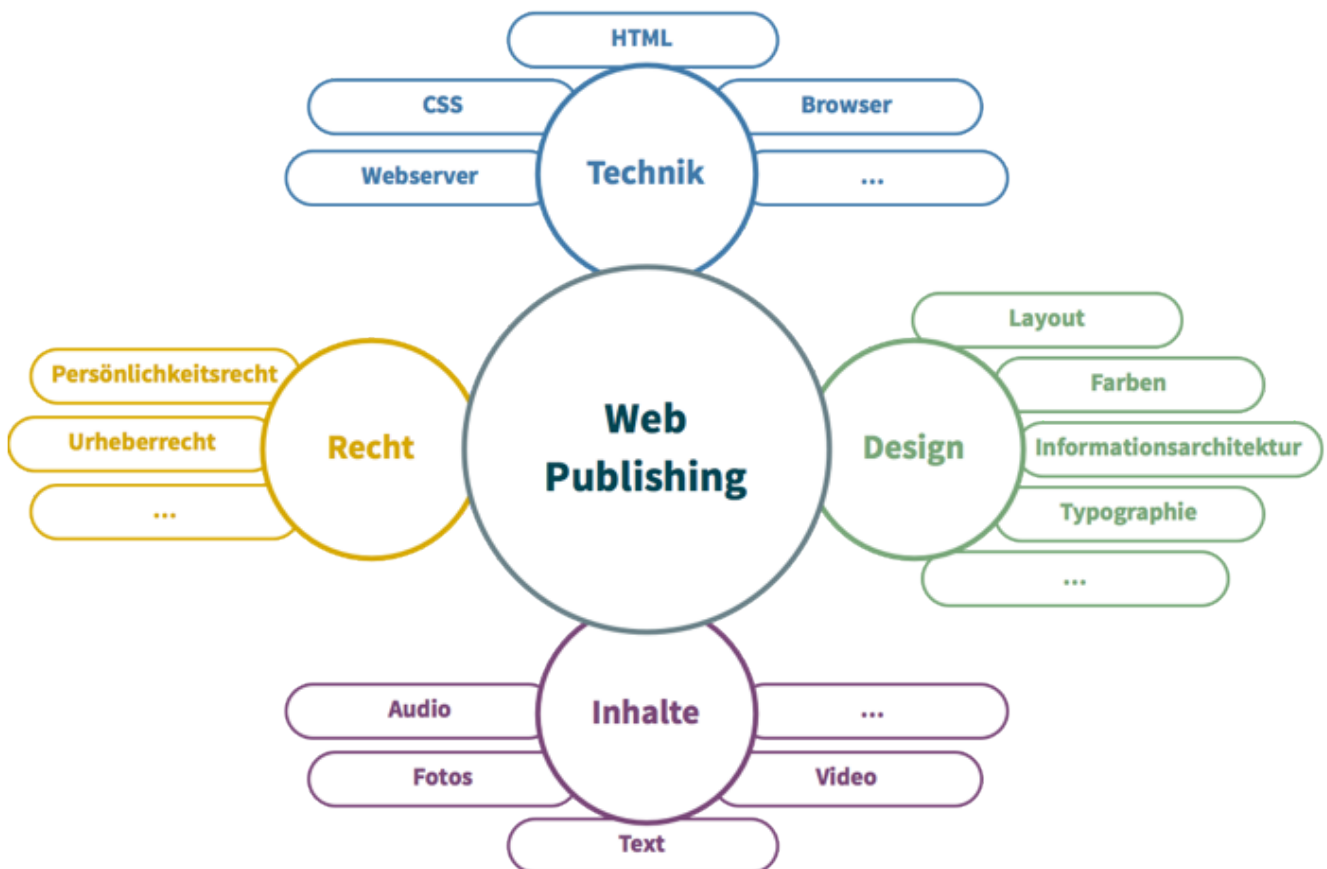 HTML
CSS
Browser
Webserver
Technik
...
Layout
Persönlichkeitsrecht
Farben
Urheberrecht
Recht
Web
Publishing
Design
Informationsarchitektur
...
Typographie
...
Audio
Inhalte
...
Fotos
Video
Text